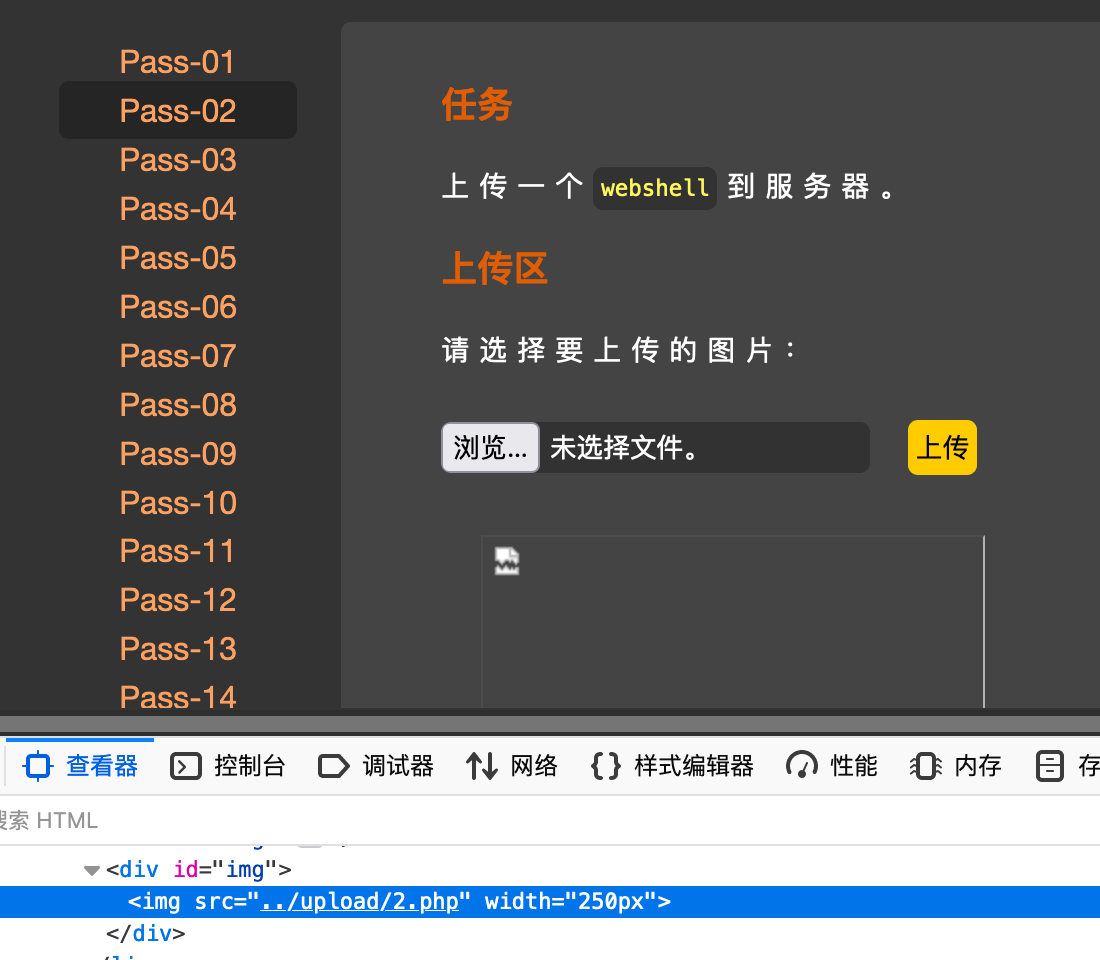 Pass-01
Pass-02
Pass-03
Pass-04
Pass-05
Pass-06
Pass-07
Pass-08
Pass-09
Pass-10
Pass-11
Pass-12
Pass-13
Pass-14
任务
上传一个 webshell 到服务器。
上传区
请选择要上传的图片：
浏览... 未选择文件。 上传
查看器 控制台 调试器 网络 {} 样式编辑器 性能 内存 存
搜索 HTML
<div id="img">
<img src="../upload/2.php" width="250px">
</div>